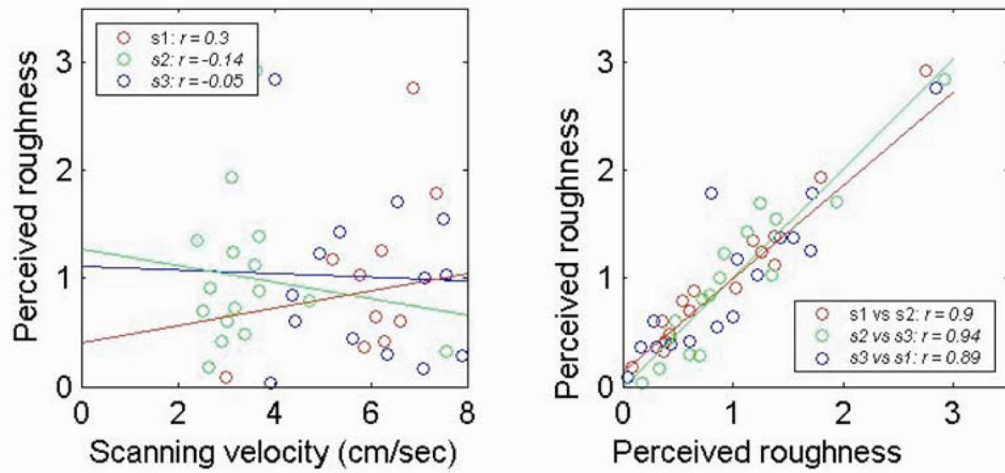 Perceived roughness
3
2
1
0
s1: r = 0.3
s2: r = -0.14
s3: r = -0.05
0 2 4 6 8
Scanning velocity (cm/sec)
Perceived roughness
3
2
1
0
s1 vs s2: r = 0.9
s2 vs s3: r = 0.94
s3 vs s1: r = 0.89
0 1 2 3
Perceived roughness